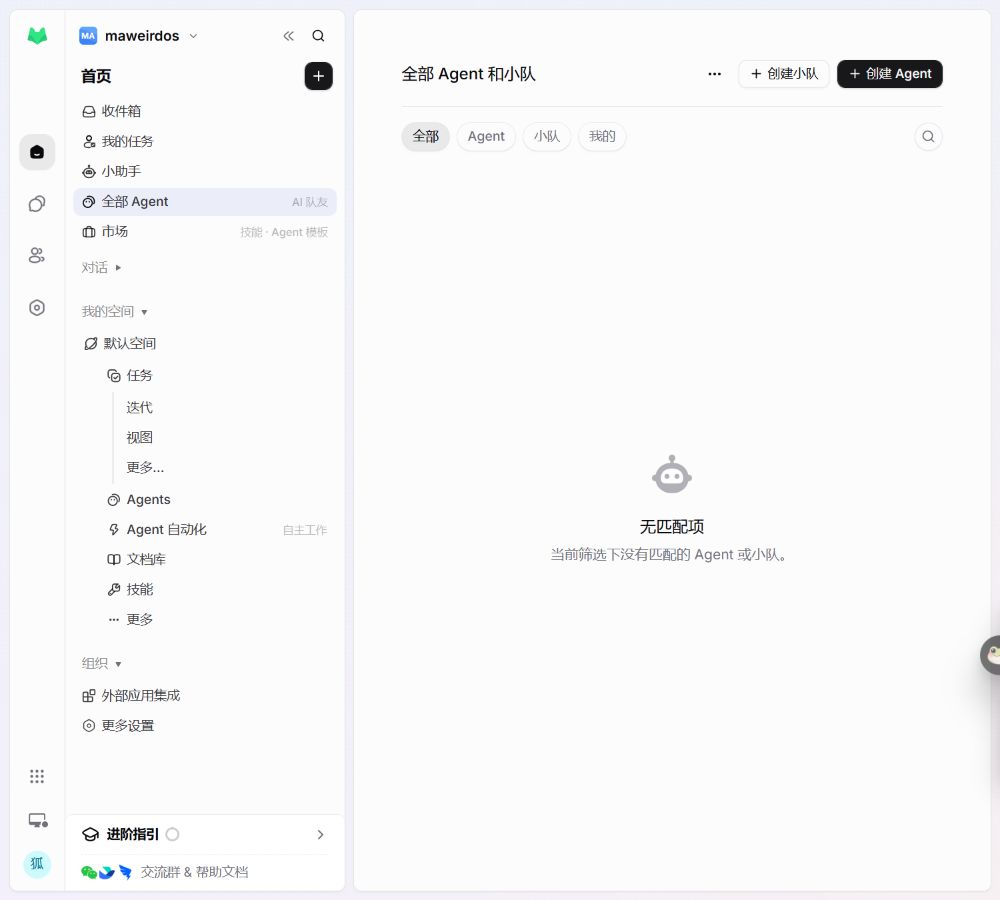 MA maweirdos
首页
收件箱
我的任务
小助手
全部 Agent AI 队友
市场 技能 · Agent 模板
对话
我的空间
默认空间
任务
迭代
视图
更多...
Agents
Agent 自动化 自主工作
文档库
技能
更多
组织
外部应用集成
更多设置
进阶指引
交流群 & 帮助文档
狐
全部 Agent 和小队
创建小队
创建 Agent
全部 Agent 小队 我的
无匹配项
当前筛选下没有匹配的 Agent 或小队。